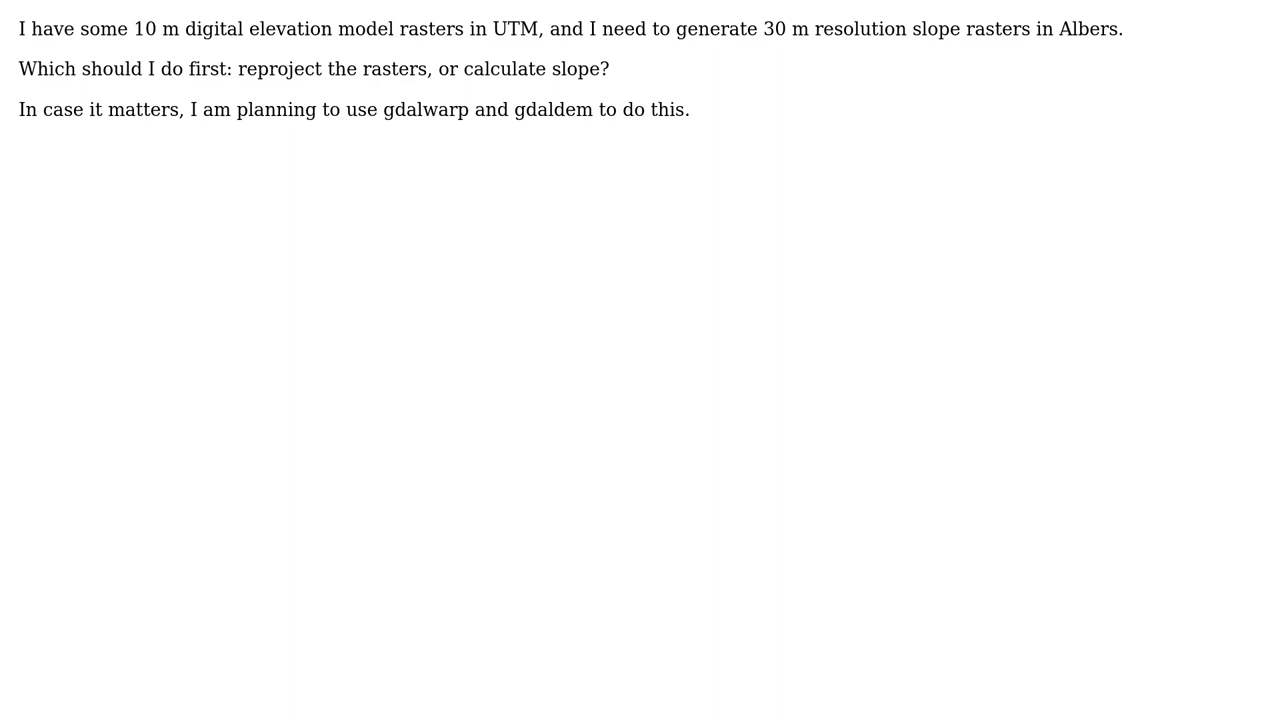 I have some 10 m digital elevation model rasters in UTM, and I need to generate 30 m resolution slope rasters in Albers.
Which should I do first: reproject the rasters, or calculate slope?
In case it matters, I am planning to use gdalwarp and gdaldem to do this.